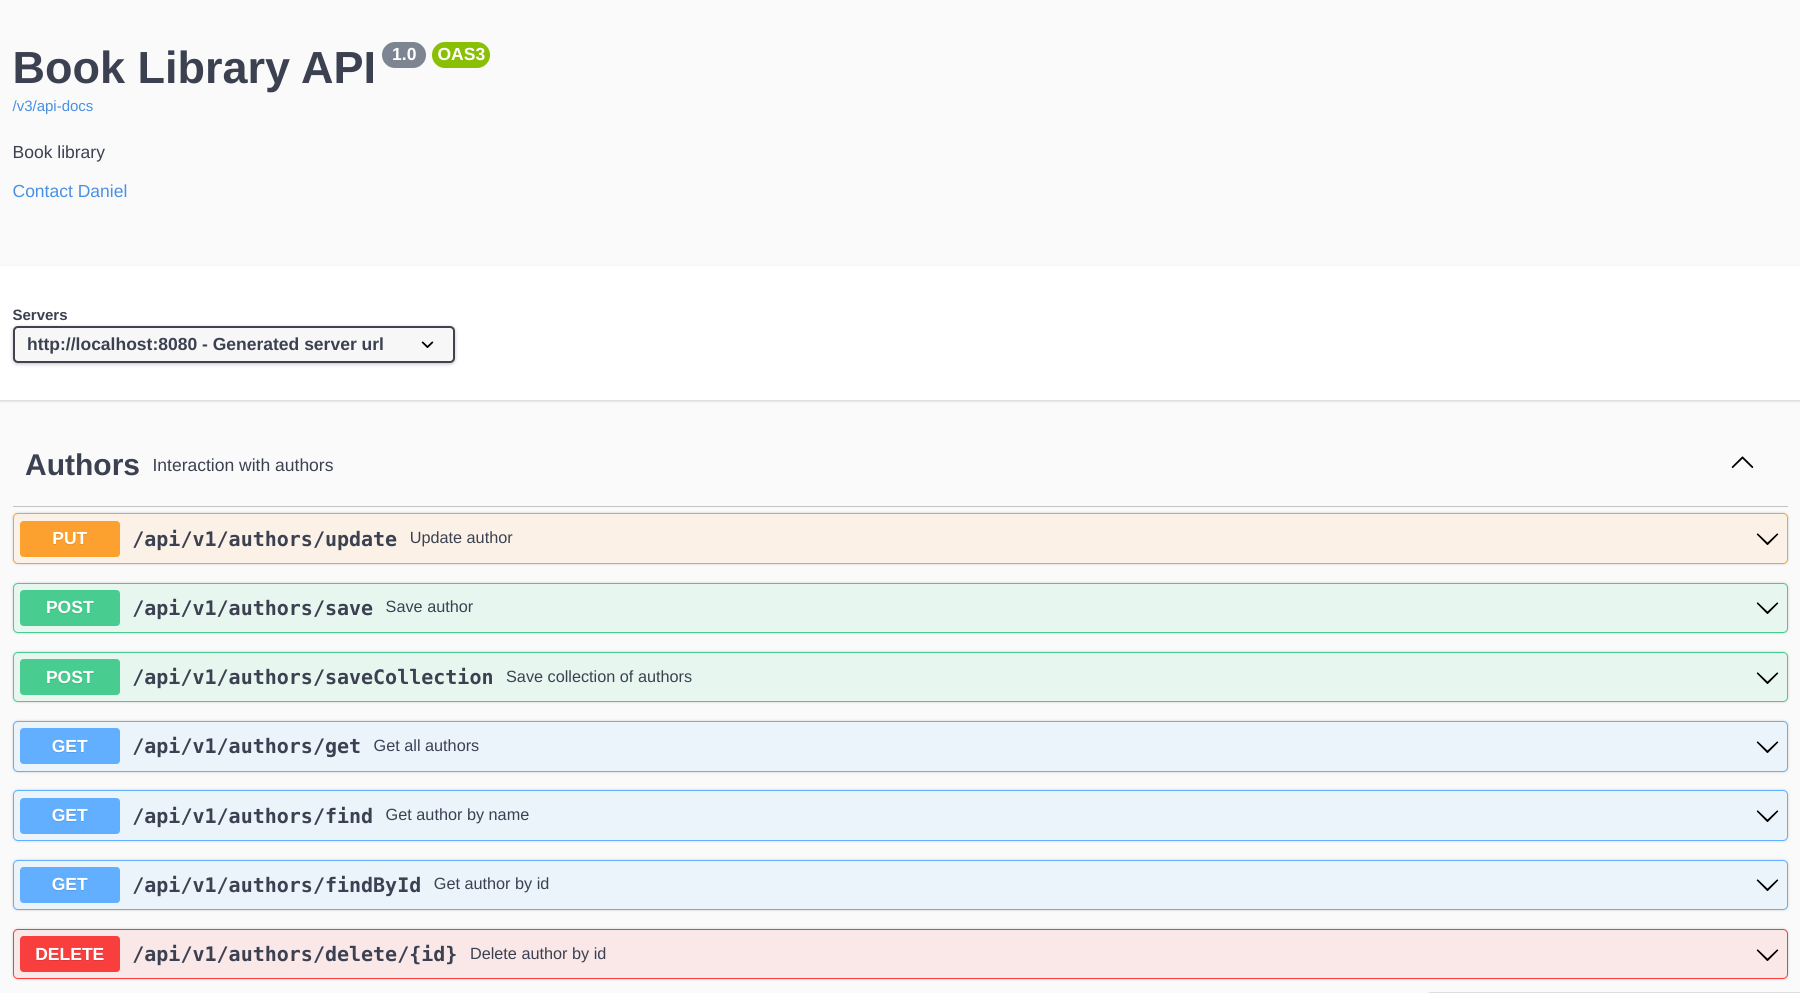 Book Library API 1.0 OAS3
/v3/api-docs
Book library
Contact Daniel
Servers
http://localhost:8080 - Generated server url
Authors Interaction with authors
PUT /api/v1/authors/update Update author
POST /api/v1/authors/save Save author
POST /api/v1/authors/saveCollection Save collection of authors
GET /api/v1/authors/get Get all authors
GET /api/v1/authors/find Get author by name
GET /api/v1/authors/findById Get author by id
DELETE /api/v1/authors/delete/{id} Delete author by id